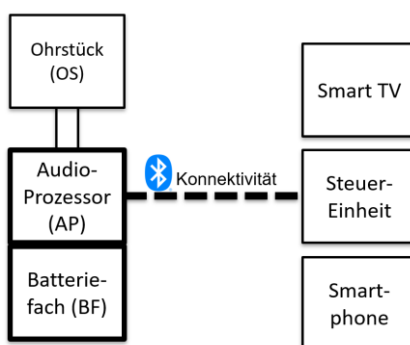 Ohrstück
(OS)
Audio-
Prozessor
(AP)
Batterie-
fach (BF)
Konnektivität
Smart TV
Steuer-
Einheit
Smart-
phone